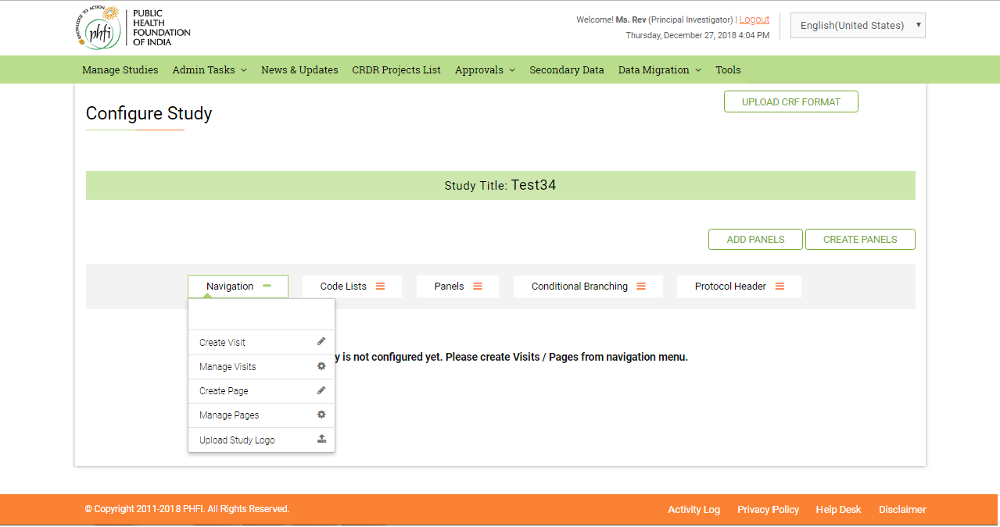 KNOWLEDGE TO ACTION
phfi
PUBLIC
HEALTH
FOUNDATION
OF INDIA
Welcome! Ms. Rev (Principal Investigator) | Logout
Thursday, December 27, 2018 4:04 PM
English(United States)
Manage Studies Admin Tasks News & Updates CRDR Projects List Approvals Secondary Data Data Migration Tools
Configure Study
UPLOAD CRF FORMAT
Study Title: Test34
ADD PANELS CREATE PANELS
Navigation Code Lists Panels Conditional Branching Protocol Header
Create Visit
y is not configured yet. Please create Visits / Pages from navigation menu.
Manage Visits
Create Page
Manage Pages
Upload Study Logo
© Copyright 2011-2018 PHFI. All Rights Reserved.
Activity Log Privacy Policy Help Desk Disclaimer